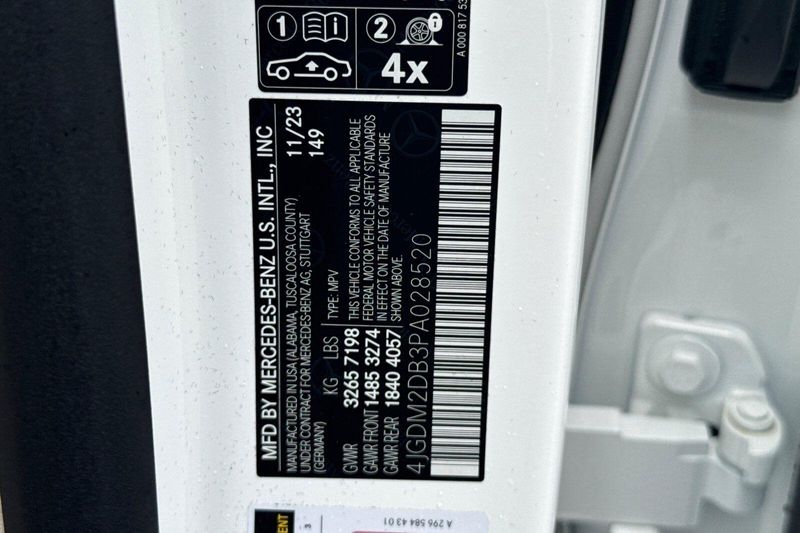 1 i 2
4x
A 000 817 53
MFD BY MERCEDES-BENZ U.S. INTL., INC
11/23
149
MANUFACTURED IN USA (ALABAMA, TUSCALOOSA COUNTY)
UNDER CONTRACT FOR MERCEDES-BENZ AG, STUTTGART
(GERMANY)
KG LBS TYPE: MPV
GVWR 3265 7198
GAWR FRONT 1485 3274
GAWR REAR 1840 4057
THIS VEHICLE CONFORMS TO ALL APPLICABLE
FEDERAL MOTOR VEHICLE SAFETY STANDARDS
IN EFFECT ON THE DATE OF MANUFACTURE
SHOWN ABOVE.
4JGDM2DB3PA028520
A 296 584 43 01